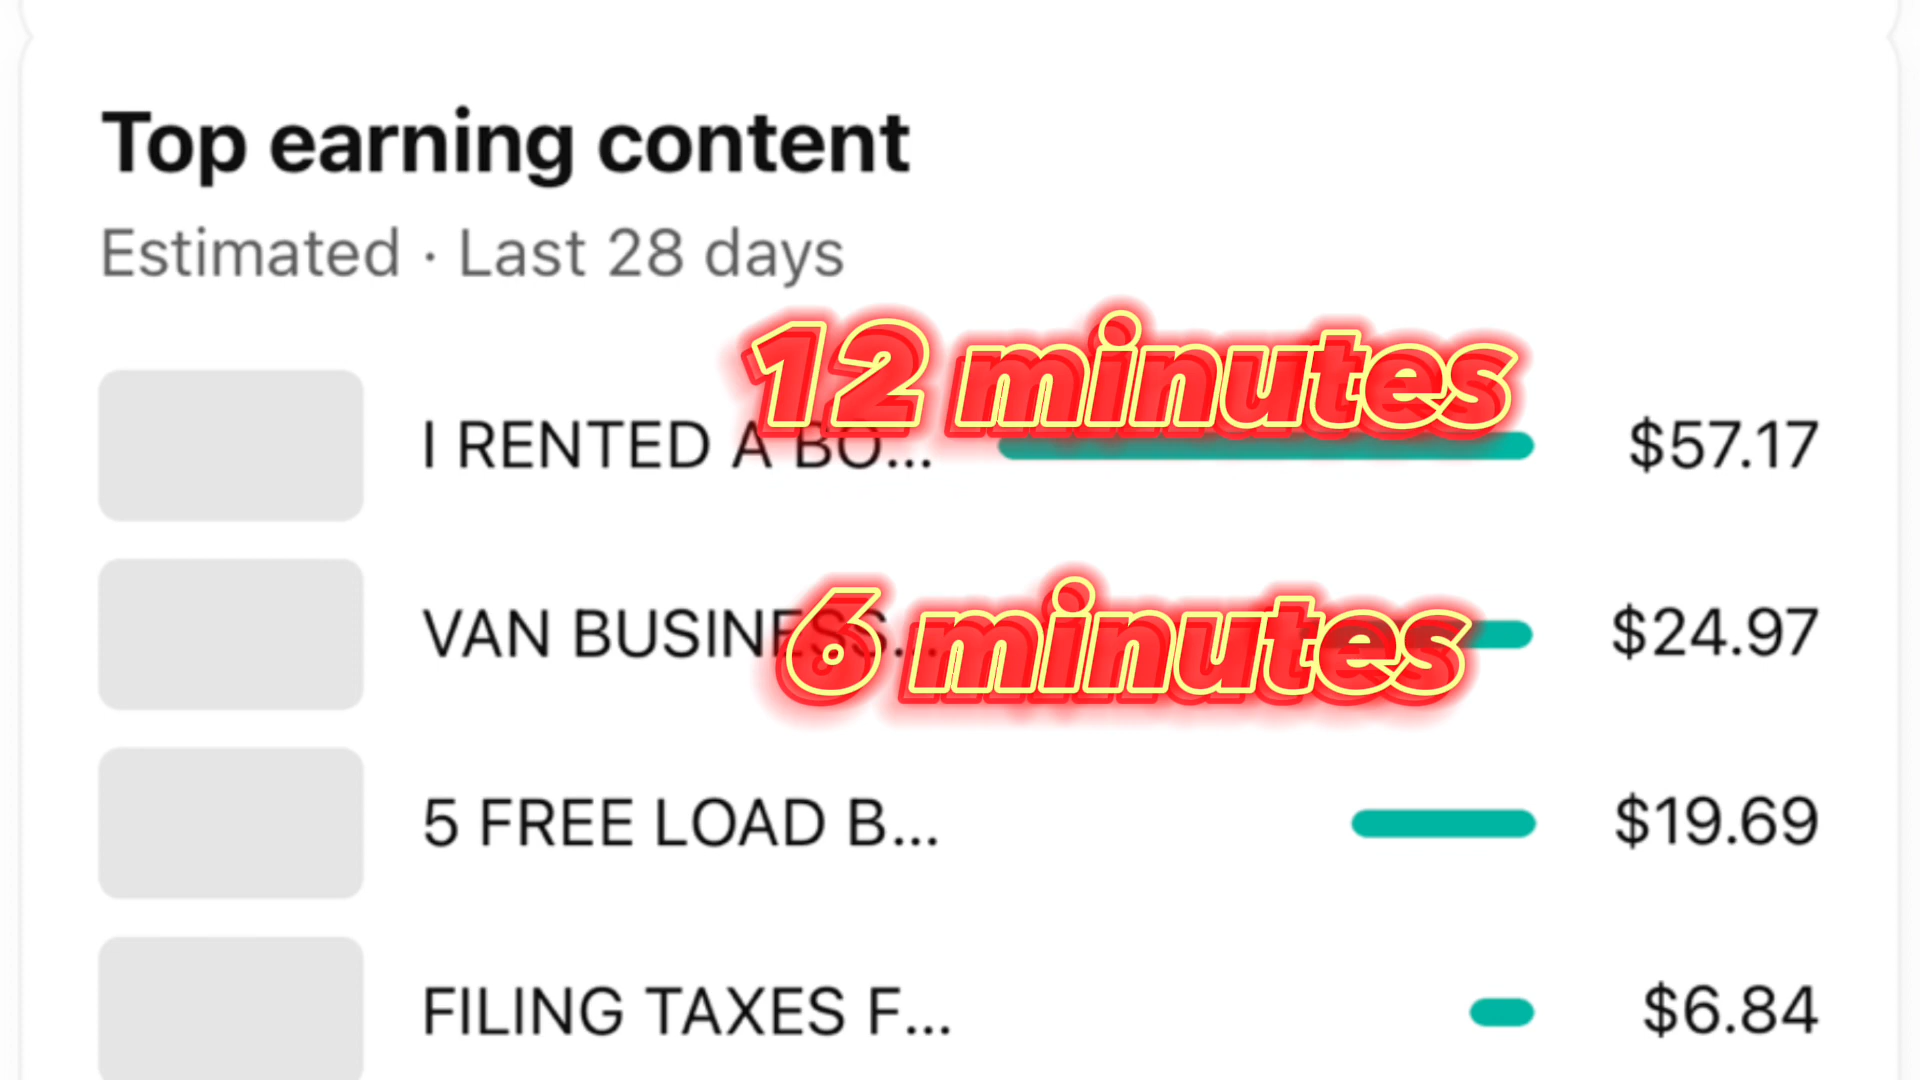 Top earning content
Estimated · Last 28 days
12 minutes
I RENTED A BO... $57.17
6 minutes
VAN BUSINESS... $24.97
5 FREE LOAD B... $19.69
FILING TAXES F... $6.84